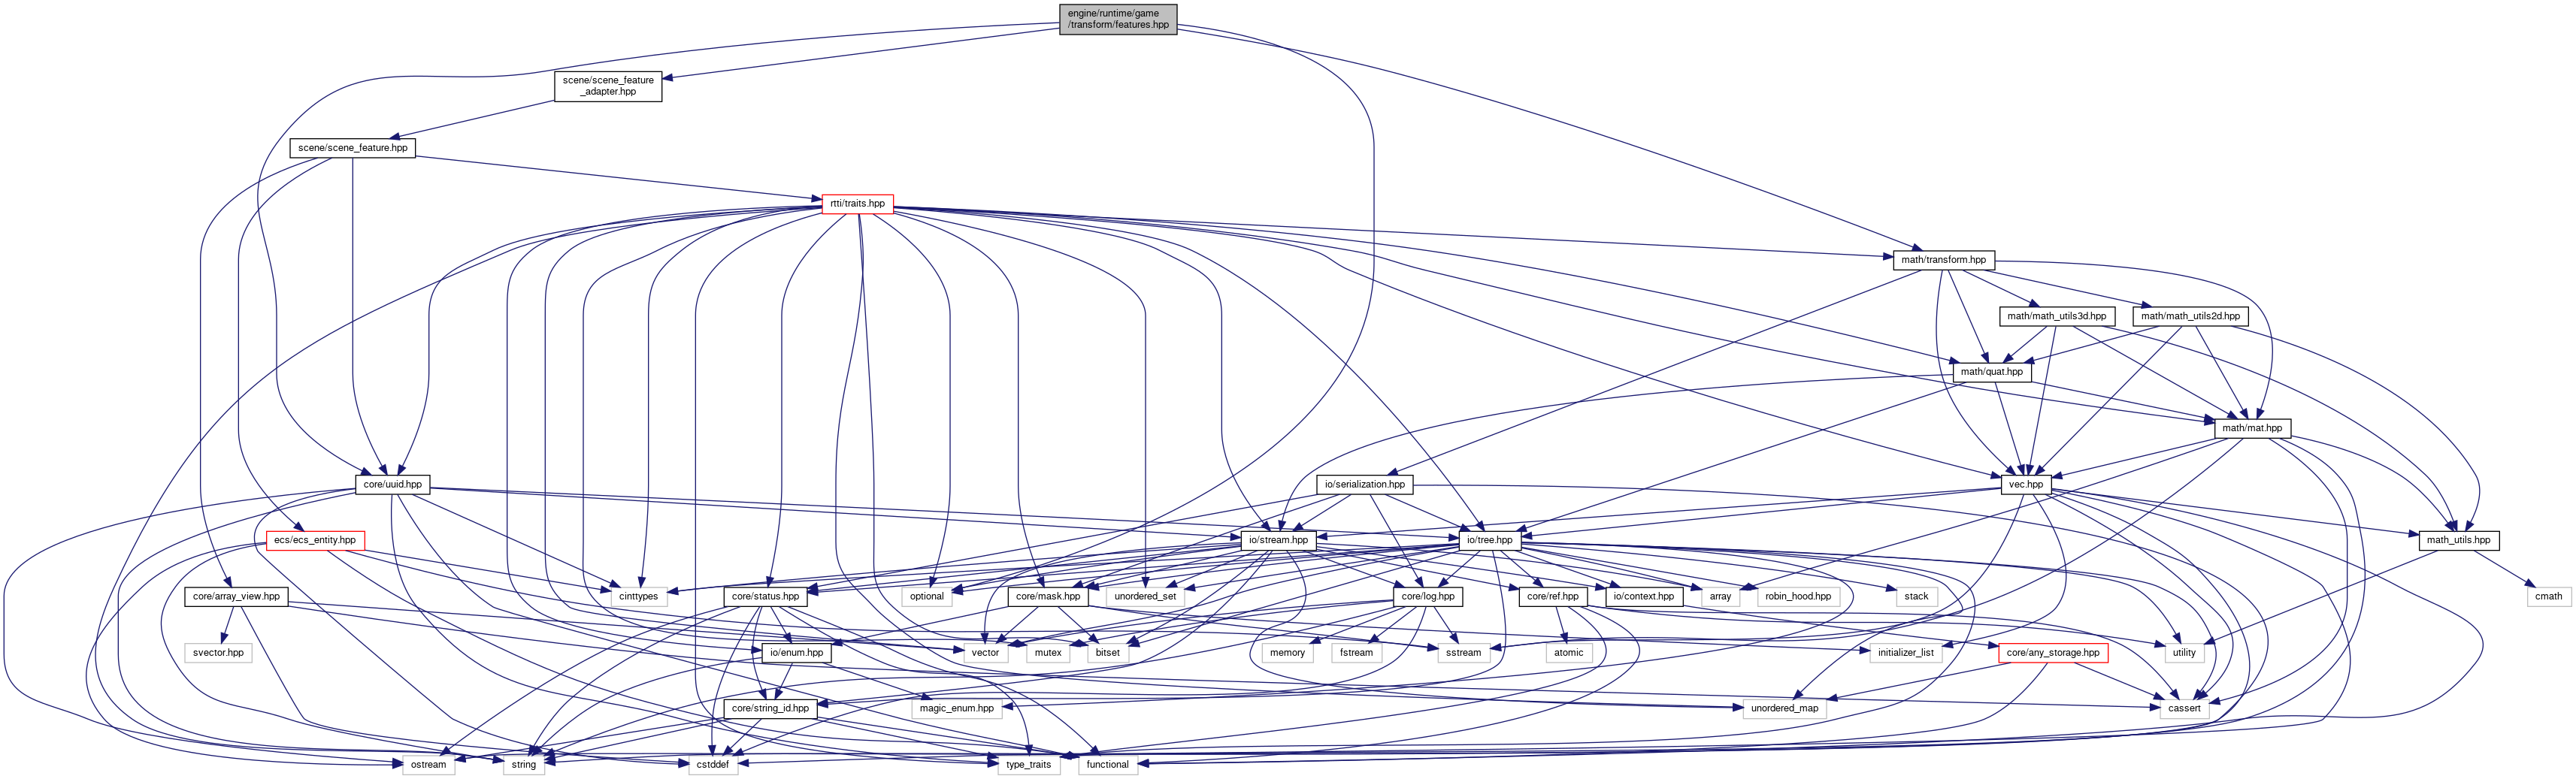 engine/runtime/game
/transform/features.hpp
scene/scene_feature
_adapter.hpp
scene/scene_feature.hpp
rtti/traits.hpp
math/transform.hpp
math/math_utils3d.hpp
math/math_utils2d.hpp
math/quat.hpp
math/mat.hpp
core/uuid.hpp
io/serialization.hpp
vec.hpp
ecs/ecs_entity.hpp
io/stream.hpp
io/tree.hpp
math_utils.hpp
core/array_view.hpp
cinttypes
core/status.hpp
optional
core/mask.hpp
unordered_set
core/log.hpp
core/ref.hpp
io/context.hpp
array
robin_hood.hpp
stack
cmath
svector.hpp
io/enum.hpp
vector
mutex
bitset
memory
fstream
sstream
atomic
initializer_list
core/any_storage.hpp
utility
core/string_id.hpp
magic_enum.hpp
unordered_map
cassert
ostream
string
cstddef
type_traits
functional